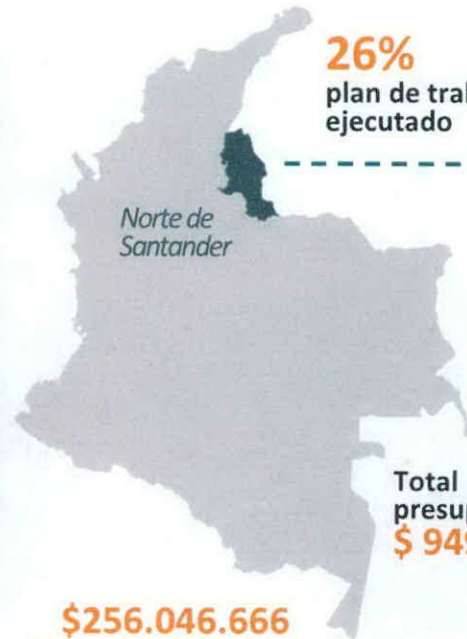 26%
plan de
ejecutado
Norte de
Santander
Total
$
$256.046.666